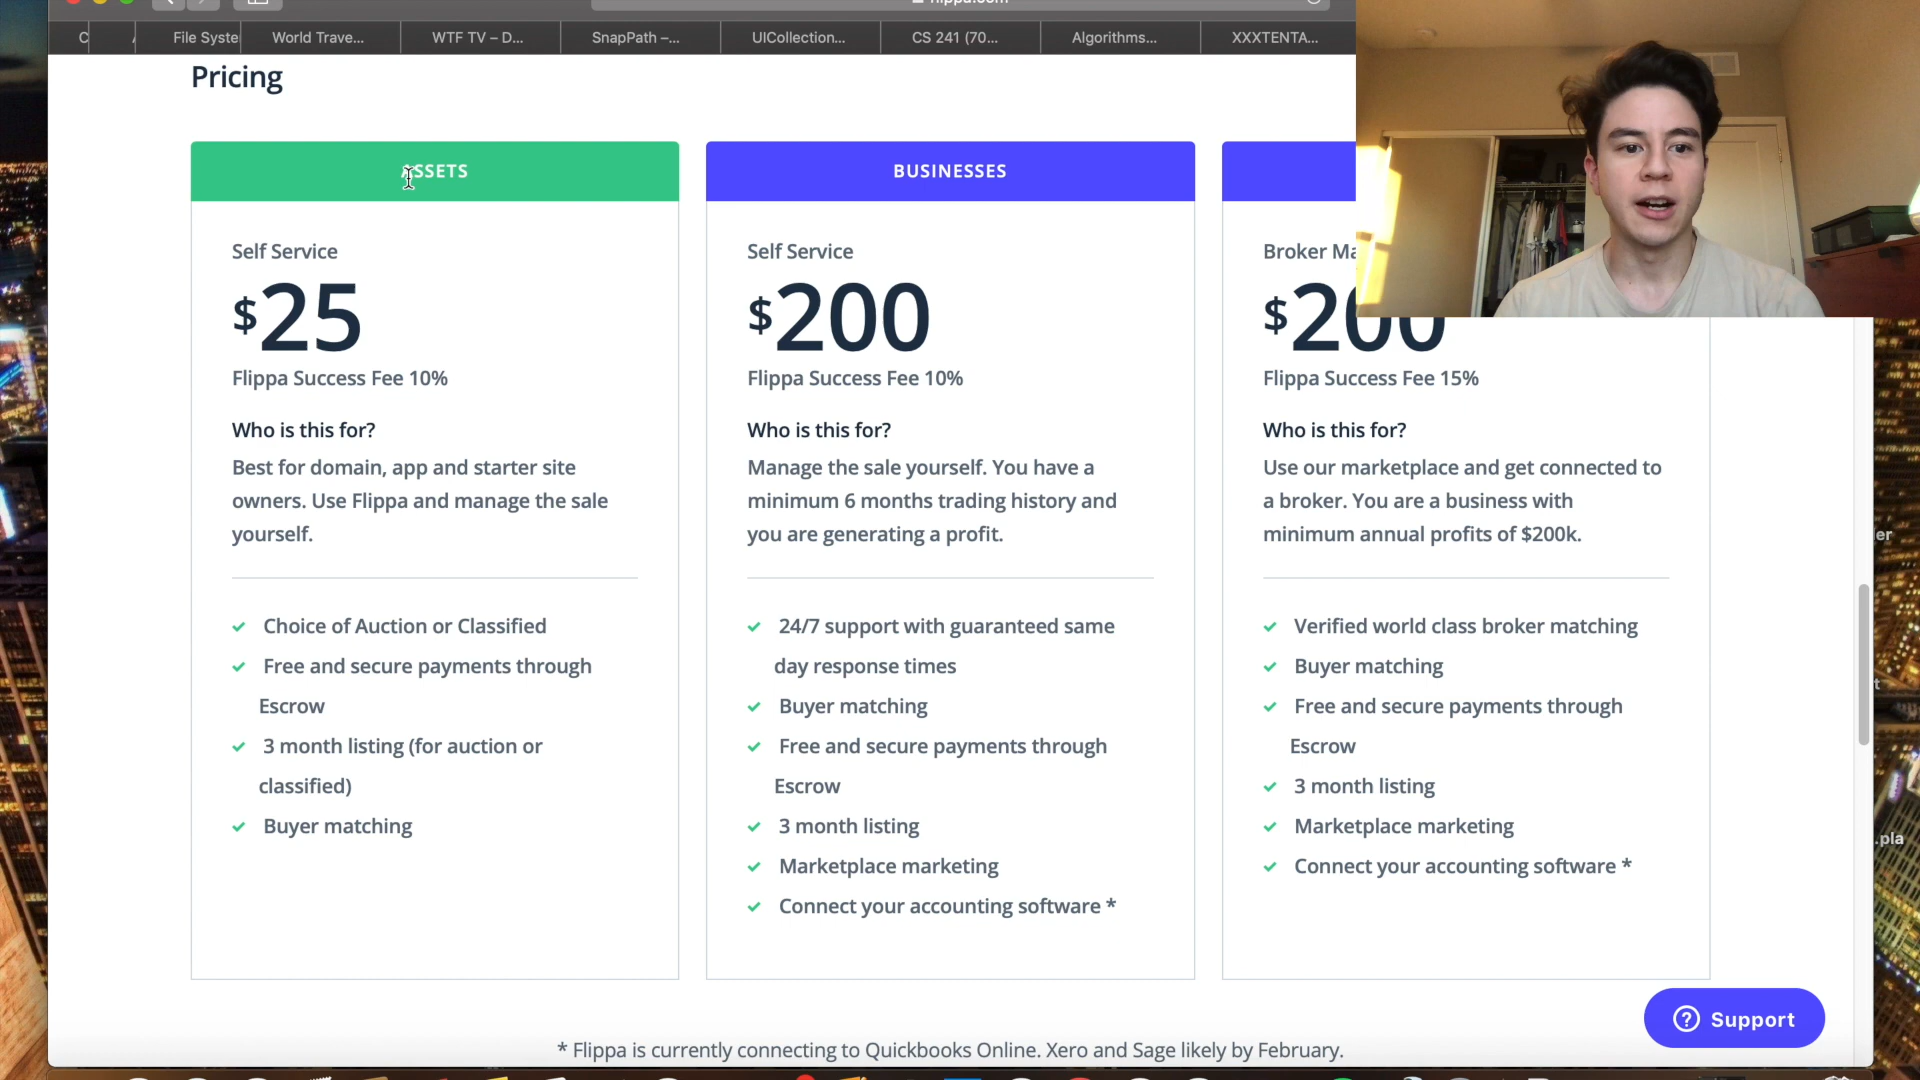 File Syste
World Trave...
WTF TV – D...
SnapPath –...
UICollection...
CS 241 (70...
Algorithms...
XXXTENTA...
Pricing
ASSETS
Self Service
$25
Flippa Success Fee 10%
Who is this for?
Best for domain, app and starter site
owners. Use Flippa and manage the sale
yourself.
Choice of Auction or Classified
Free and secure payments through
Escrow
3 month listing (for auction or
classified)
Buyer matching
BUSINESSES
Self Service
$200
Flippa Success Fee 10%
Who is this for?
Manage the sale yourself. You have a
minimum 6 months trading history and
you are generating a profit.
24/7 support with guaranteed same
day response times
Buyer matching
Free and secure payments through
Escrow
3 month listing
Marketplace marketing
Connect your accounting software *
Broker Ma
$200
Flippa Success Fee 15%
Who is this for?
Use our marketplace and get connected to
a broker. You are a business with
minimum annual profits of $200k.
Verified world class broker matching
Buyer matching
Free and secure payments through
Escrow
3 month listing
Marketplace marketing
Connect your accounting software *
er
t
.pla
Support
* Flippa is currently connecting to Quickbooks Online. Xero and Sage likely by February.